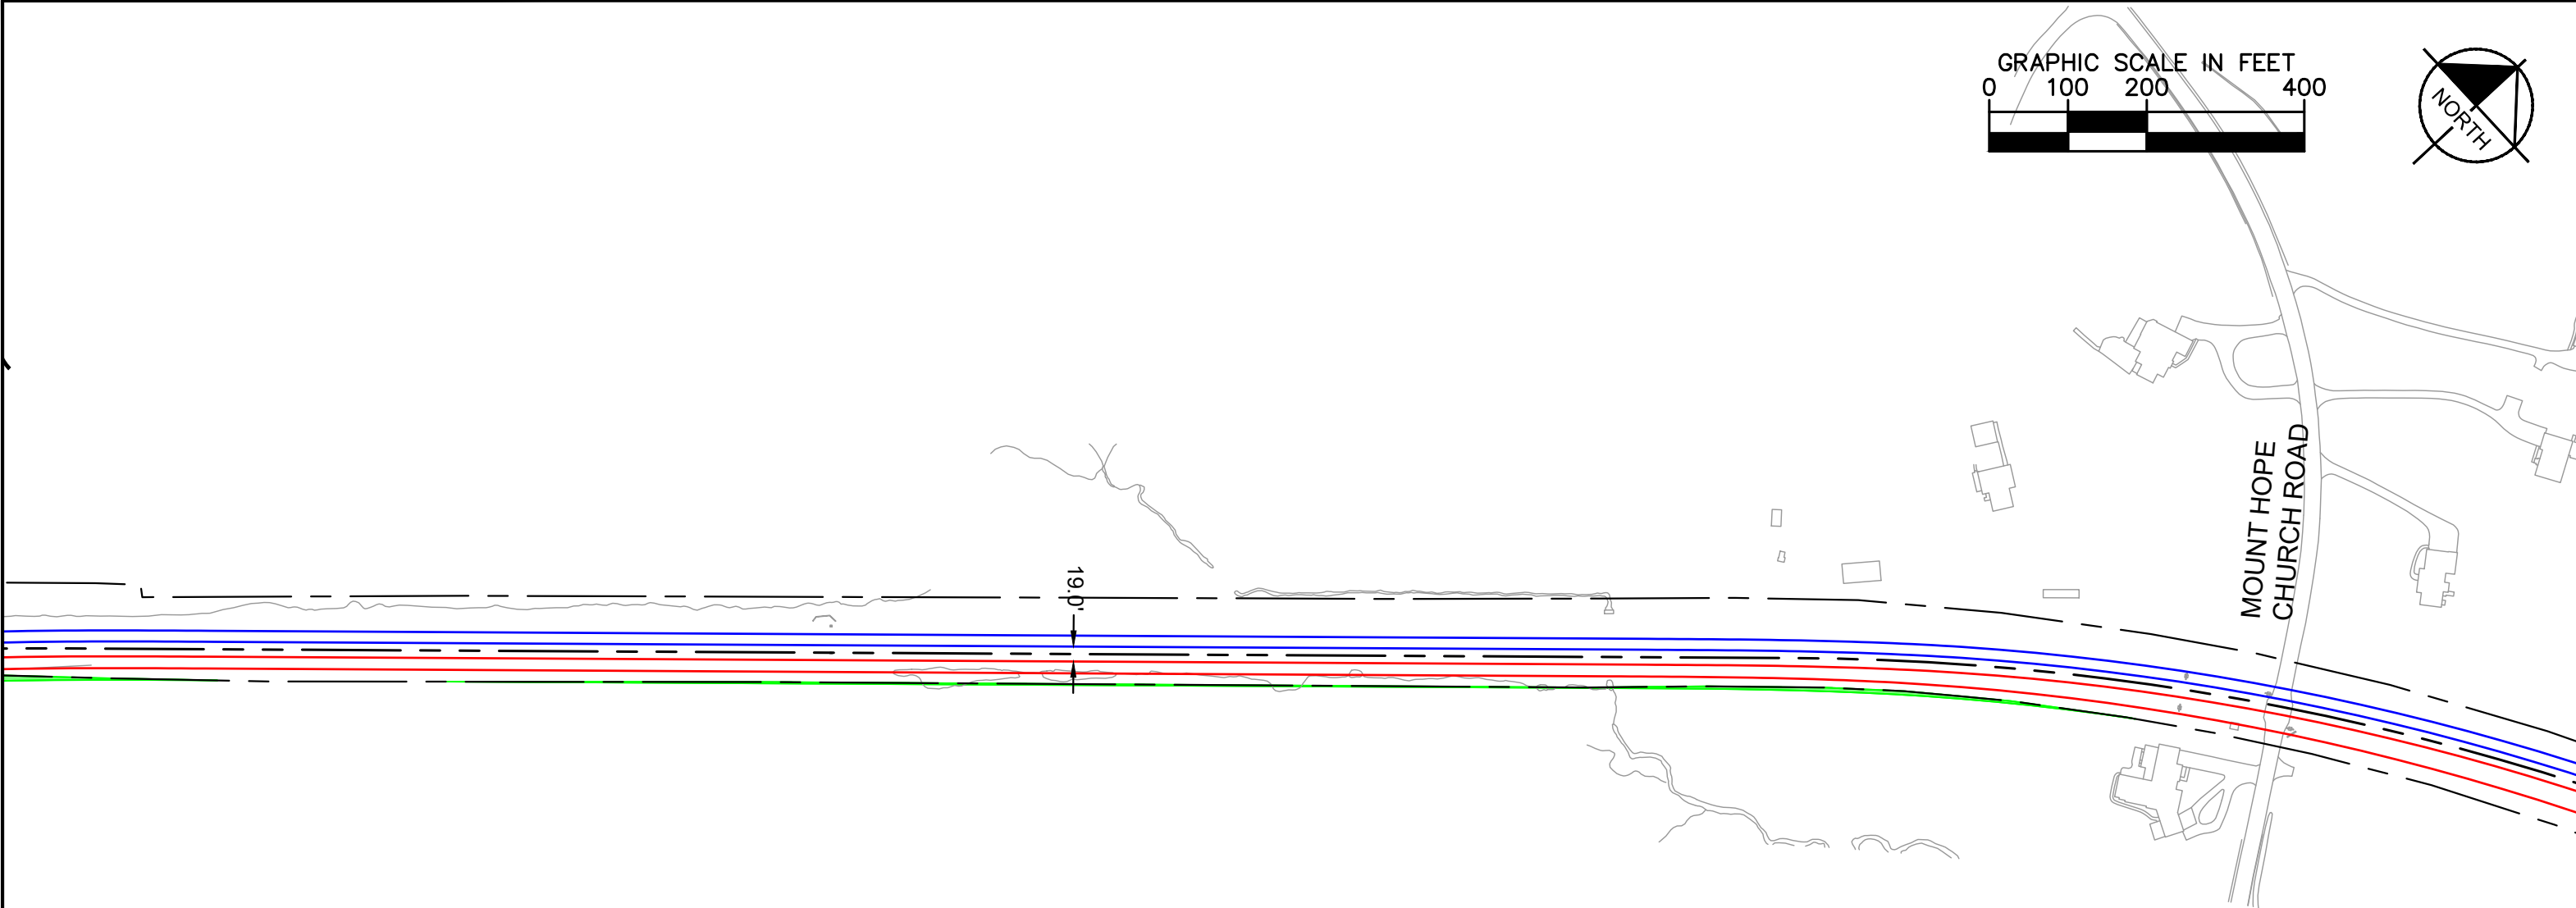 GRAPHIC SCALE IN FEET
0 100 200 400
NORTH
MOUNT HOPE
CHURCH ROAD
19.0'